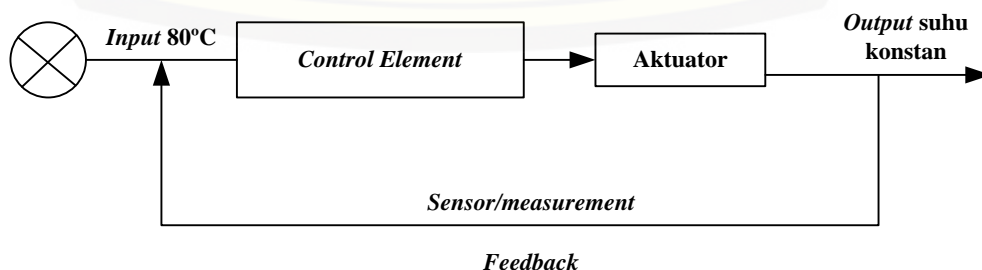 Input 80ºC
Control Element
Aktuator
Output suhu
konstan
Sensor/measurement
Feedback